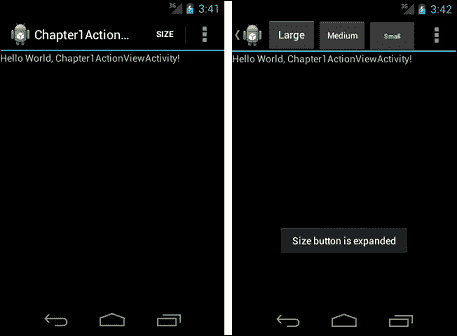 3G 3:41
Chapter1Action... SIZE
Hello World, Chapter1ActionViewActivity!
3G 3:42
Large Medium Small
Hello World, Chapter1ActionViewActivity!
Size button is expanded